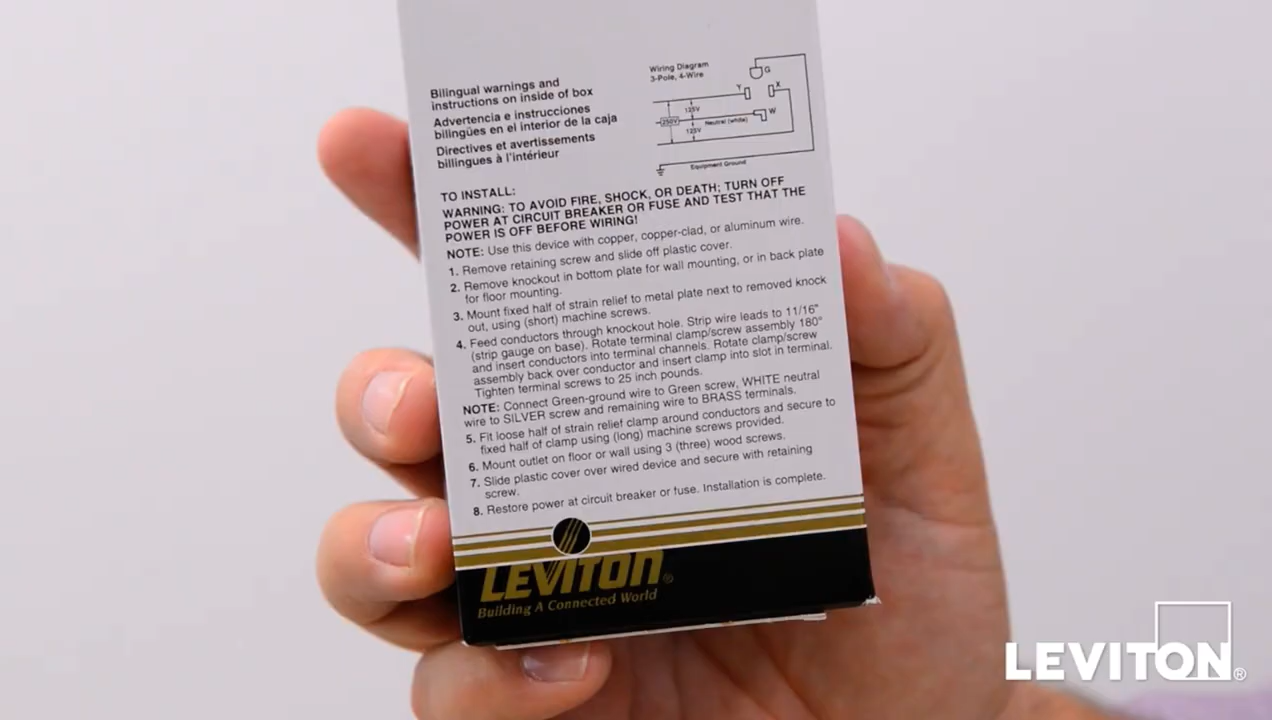 Bilingual warnings and
instructions on inside of box
Advertencia e instrucciones
bilingües en el interior de la caja
Directives et avertissements
billingues à l'intérieur
Wiring Diagram
3-Pole, 4-Wire
G
Y
X
125V
W
250V
Neutral (white)
125V
Equipment Ground
TO INSTALL:
WARNING: TO AVOID FIRE, SHOCK, OR DEATH; TURN OFF
POWER AT CIRCUIT BREAKER OR FUSE AND TEST THAT THE
POWER IS OFF BEFORE WIRING!
NOTE: Use this device with copper, copper-clad, or aluminum wire.
1. Remove retaining screw and slide off plastic cover.
2. Remove knockout in bottom plate for wall mounting, or in back plate
for floor mounting.
3. Mount fixed half of strain relief to metal plate next to removed knock
out, using (short) machine screws.
4. Feed conductors through knockout hole. Strip wire leads to 11/16"
(strip gauge on base). Rotate terminal clamp/screw assembly 180°
and insert conductors into terminal channels. Rotate clamp/screw
assembly back over conductor and insert clamp into slot in terminal.
Tighten terminal screws to 25 inch pounds.
NOTE: Connect Green-ground wire to Green screw, WHITE neutral
wire to SILVER screw and remaining wire to BRASS terminals.
5. Fit loose half of strain relief clamp around conductors and secure to
fixed half of clamp using (long) machine screws provided.
6. Mount outlet on floor or wall using 3 (three) wood screws.
7. Slide plastic cover over wired device and secure with retaining
screw.
8. Restore power at circuit breaker or fuse. Installation is complete.
LEVITON®
Building A Connected World
LEVITON®